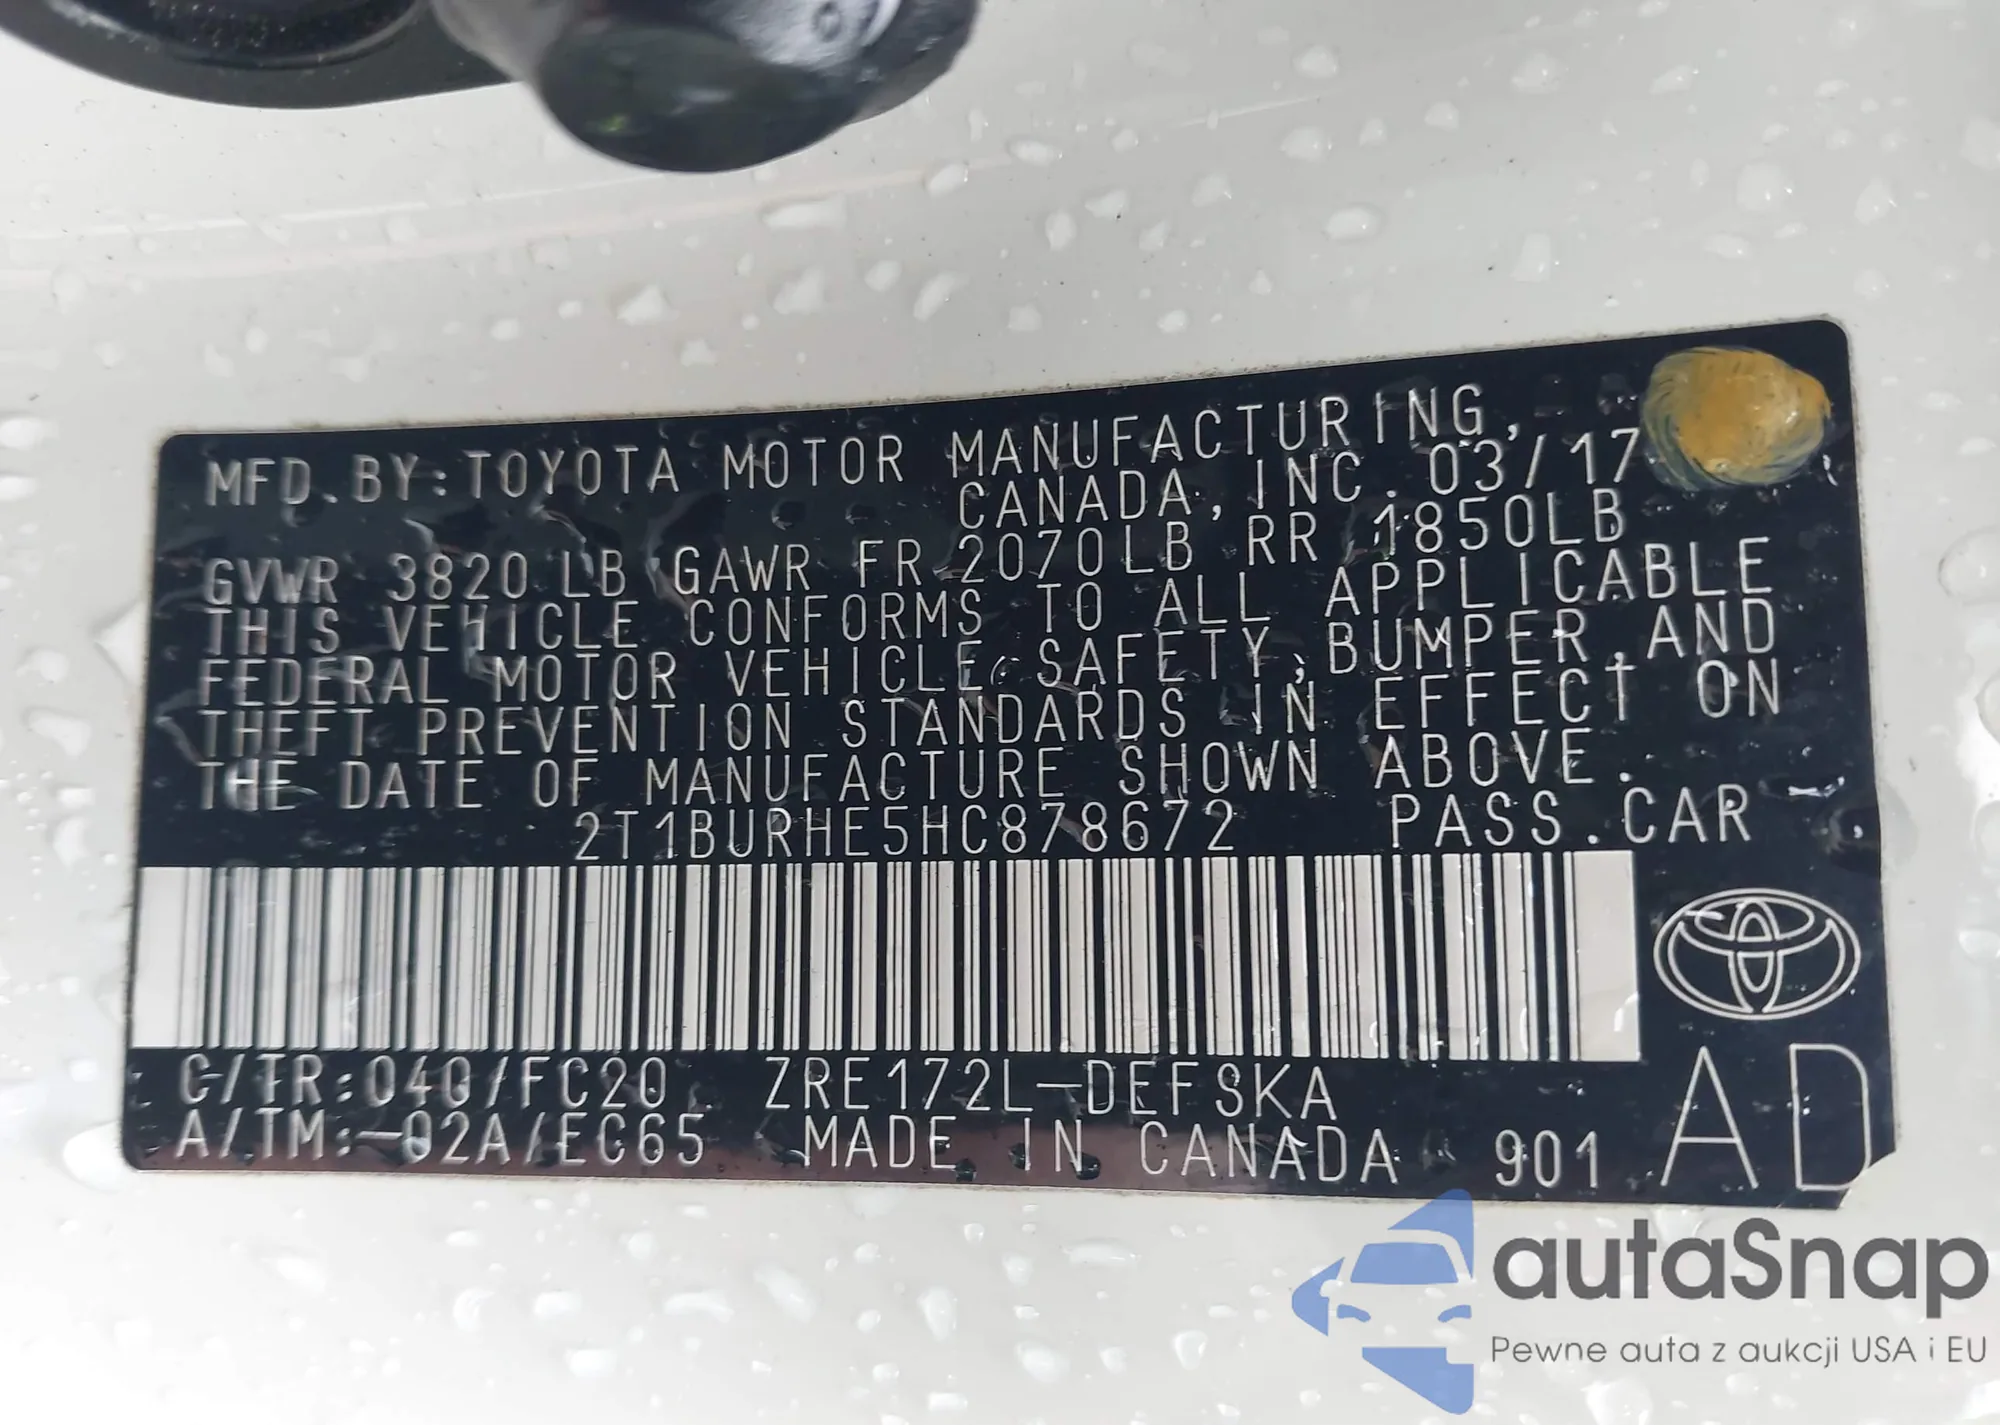 MFD. BY: TOYOTA MOTOR MANUFACTURING,
CANADA, INC. 03/17
GVWR 3820 LB GAWR FR 2070LB RR 1850LB
THIS VEHICLE CONFORMS TO ALL APPLICABLE
FEDERAL MOTOR VEHICLE SAFETY, BUMPER, AND
THEFT PREVENTION STANDARDS IN EFFECT ON
THE DATE OF MANUFACTURE SHOWN ABOVE.
2T1BURHE5HC878672 PASS. CAR
C/TR: 040/FC20 ZRE172L-DEFSKA
A/TM: -02A/EC65 MADE IN CANADA 901
AD
autaSnap
Pewne auta z aukcji USA i EU